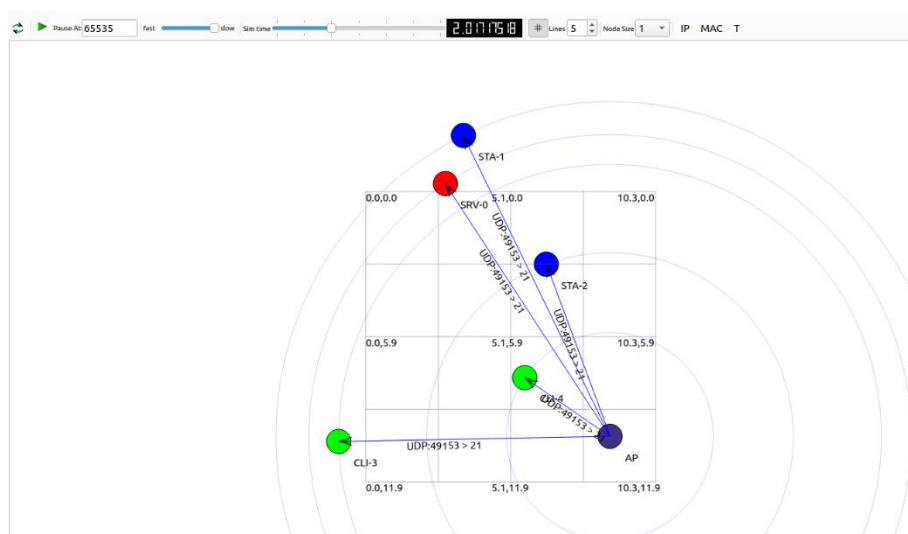 Pause At 65535 fast slow Sim time 2.0177518 # Lines 5 Node Size 1 IP MAC T
STA-1
0.0,0.0 5.1,0.0 10.3,0.0
SRV-0
UDP:49153 > 21
UDP:49153 > 21
STA-2
UDP:49153 > 21
0.0,5.9 5.1,5.9 10.3,5.9
UDP:49153 >
UDP:49153 > 21
AP
CLI-3
0.0,11.9 5.1,11.9 10.3,11.9